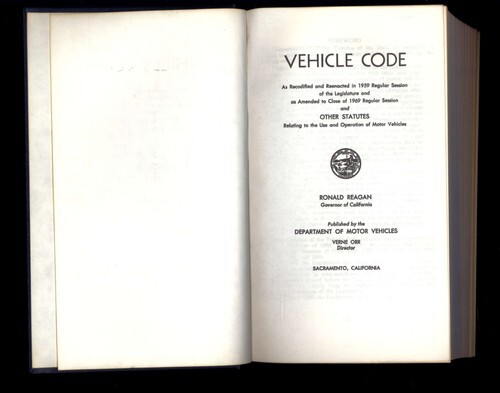 VEHICLE CODE
As Recodified and Reenacted in 1959 Regular Session
of the Legislature and
as Amended to Close of 1969 Regular Session
and
OTHER STATUTES
Relating to the Use and Operation of Motor Vehicles
RONALD REAGAN
Governor of California
Published by the
DEPARTMENT OF MOTOR VEHICLES
VERNE ORR
Director
SACRAMENTO, CALIFORNIA